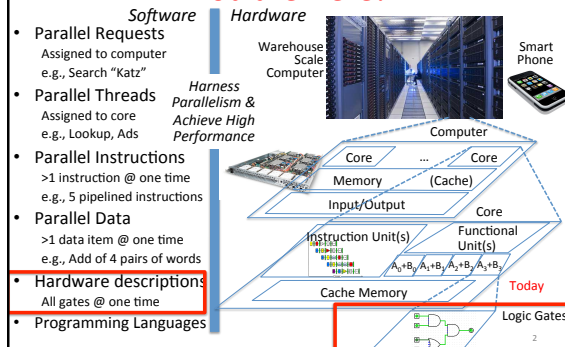 Software
Hardware
• Parallel Requests
Assigned to computer
e.g., Search “Katz”
• Parallel Threads
Assigned to core
e.g., Lookup, Ads
• Parallel Instructions
>1 instruction @ one time
e.g., 5 pipelined instructions
• Parallel Data
>1 data item @ one time
e.g., Add of 4 pairs of words
• Hardware descriptions
All gates @ one time
• Programming Languages
Harness
Parallelism &
Achieve High
Performance
Warehouse
Scale
Computer
Smart
Phone
Computer
Core
…
Core
Memory
(Cache)
Input/Output
Core
Instruction Unit(s)
Functional
Unit(s)
A0+B0
A1+B1
A2+B2
A3+B3
Cache Memory
Today
Logic Gates
2